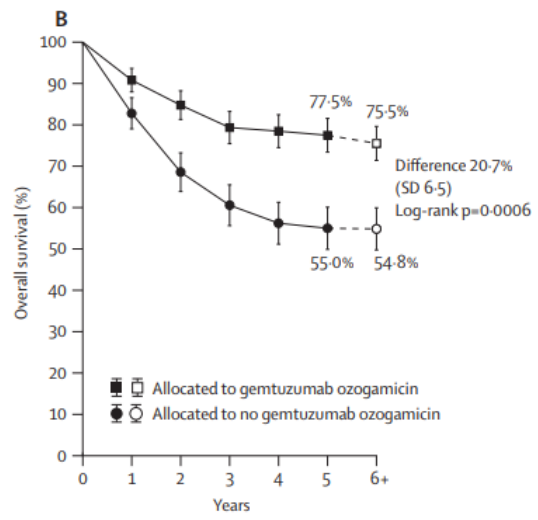 B
100
90
80
70
60
50
40
30
20
10
0
Overall survival (%)
77·5%
75·5%
Difference 20·7%
(SD 6·5)
Log-rank p=0·0006
55·0%
54·8%
Allocated to gemtuzumab ozogamicin
Allocated to no gemtuzumab ozogamicin
0 1 2 3 4 5 6+
Years